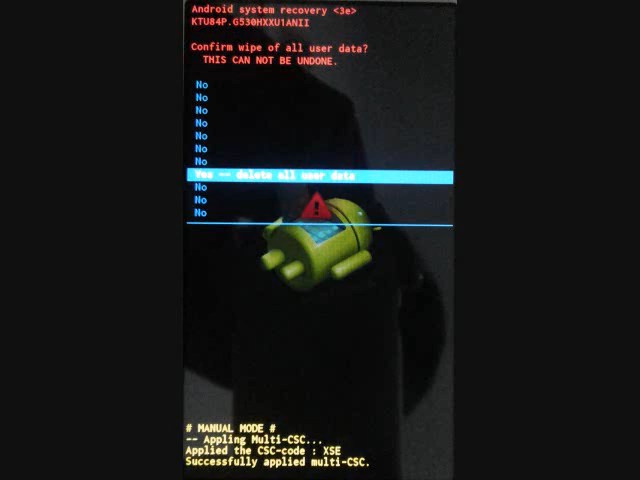 Android system recovery <3e>
KTU84P.G530HXXU1ANII
Confirm wipe of all user data?
THIS CAN NOT BE UNDONE.
No
No
No
No
No
No
No
Yes -- delete all user data
No
No
No
# MANUAL MODE #
-- Appling Multi-CSC...
Applied the CSC-code : XSE
Successfully applied multi-CSC.